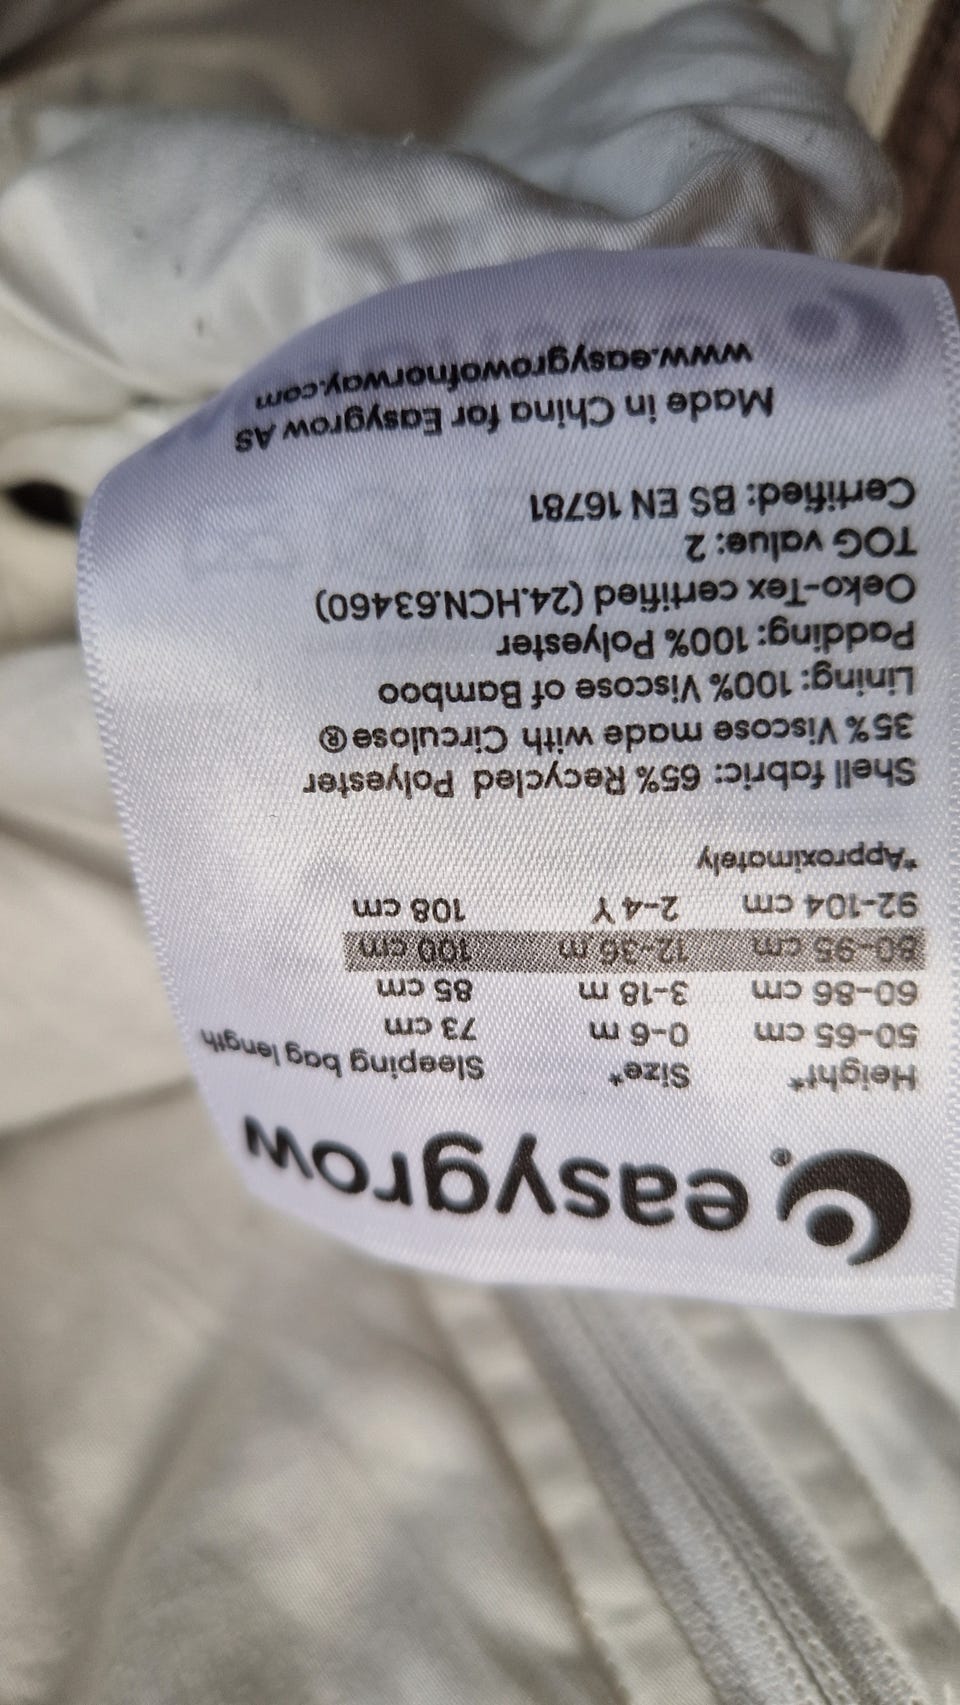 easygrow®
Height* Size* Sleeping bag length
50-65 cm 0-6 m 73 cm
60-86 cm 3-18 m 85 cm
80-95 cm 12-36 m 100 cm
92-104 cm 2-4 Y 108 cm
*Approximately
Shell fabric: 65% Recycled Polyester
35% Viscose made with Circulose®
Lining: 100% Viscose of Bamboo
Padding: 100% Polyester
Oeko-Tex certified (24.HCN.63460)
TOG value: 2
Certified: BS EN 16781
Made in China for Easygrow AS
www.easygrowofnorway.com